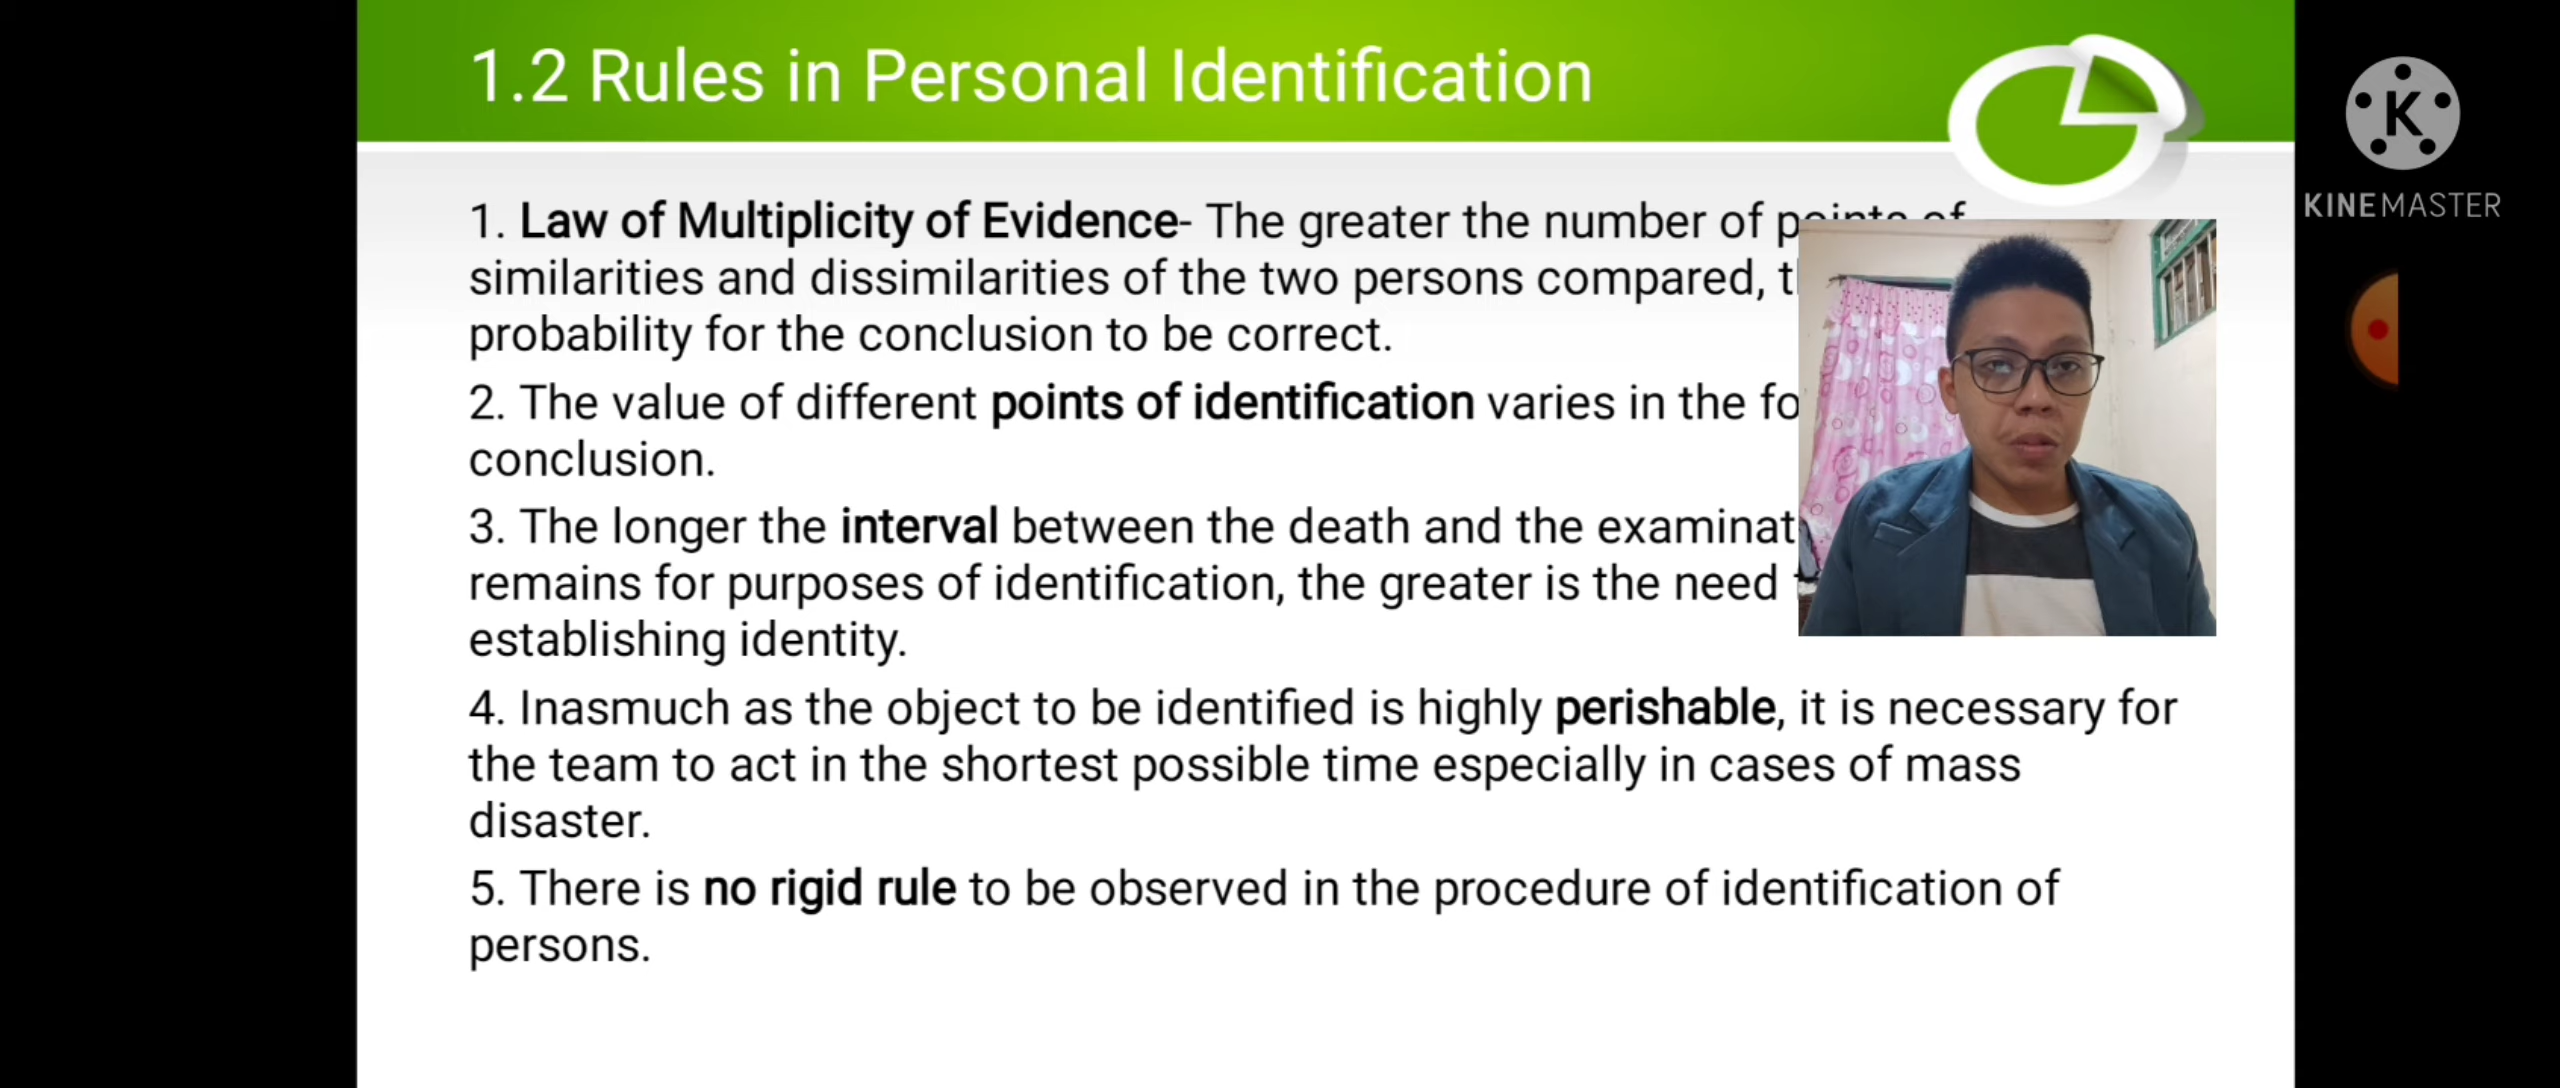 1.2 Rules in Personal Identification
KINEMASTER
1. Law of Multiplicity of Evidence- The greater the number of points of
similarities and dissimilarities of the two persons compared,
probability for the conclusion to be correct.
2. The value of different points of identification varies in the
conclusion.
3. The longer the interval between the death and the
remains for purposes of identification, the greater is the need
establishing identity.
4. Inasmuch as the object to be identified is highly perishable, it is necessary for
the team to act in the shortest possible time especially in cases of mass
disaster.
5. There is no rigid rule to be observed in the procedure of identification of
persons.